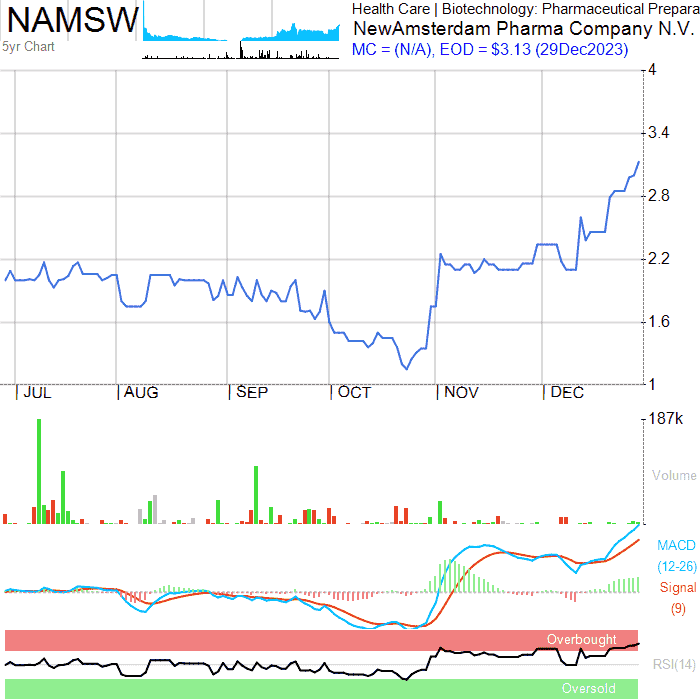 NAMSW
5yr Chart
Health Care | Biotechnology: Pharmaceutical Prepara
NewAmsterdam Pharma Company N.V.
MC = (N/A), EOD = $3.13 (29Dec2023)
4
3.4
2.8
2.2
1.6
1
JUL AUG SEP OCT NOV DEC
187k
Volume
MACD
(12-26)
Signal
(9)
Overbought
RSI(14)
Oversold